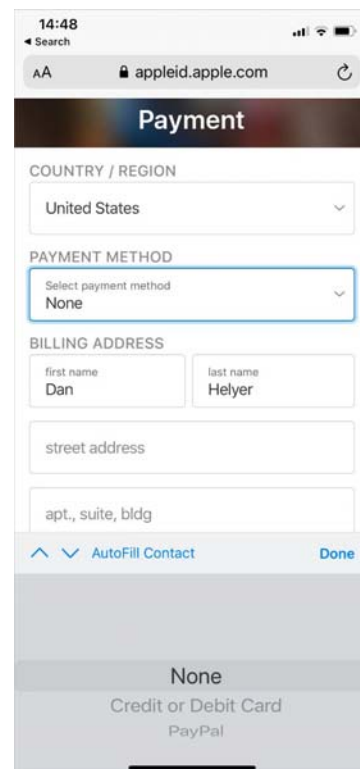 14:48
◀ Search
AA appleid.apple.com
Payment
COUNTRY / REGION
United States
PAYMENT METHOD
Select payment method
None
BILLING ADDRESS
first name last name
Dan Helyer
street address
apt., suite, bldg
AutoFill Contact Done
None
Credit or Debit Card
PayPal